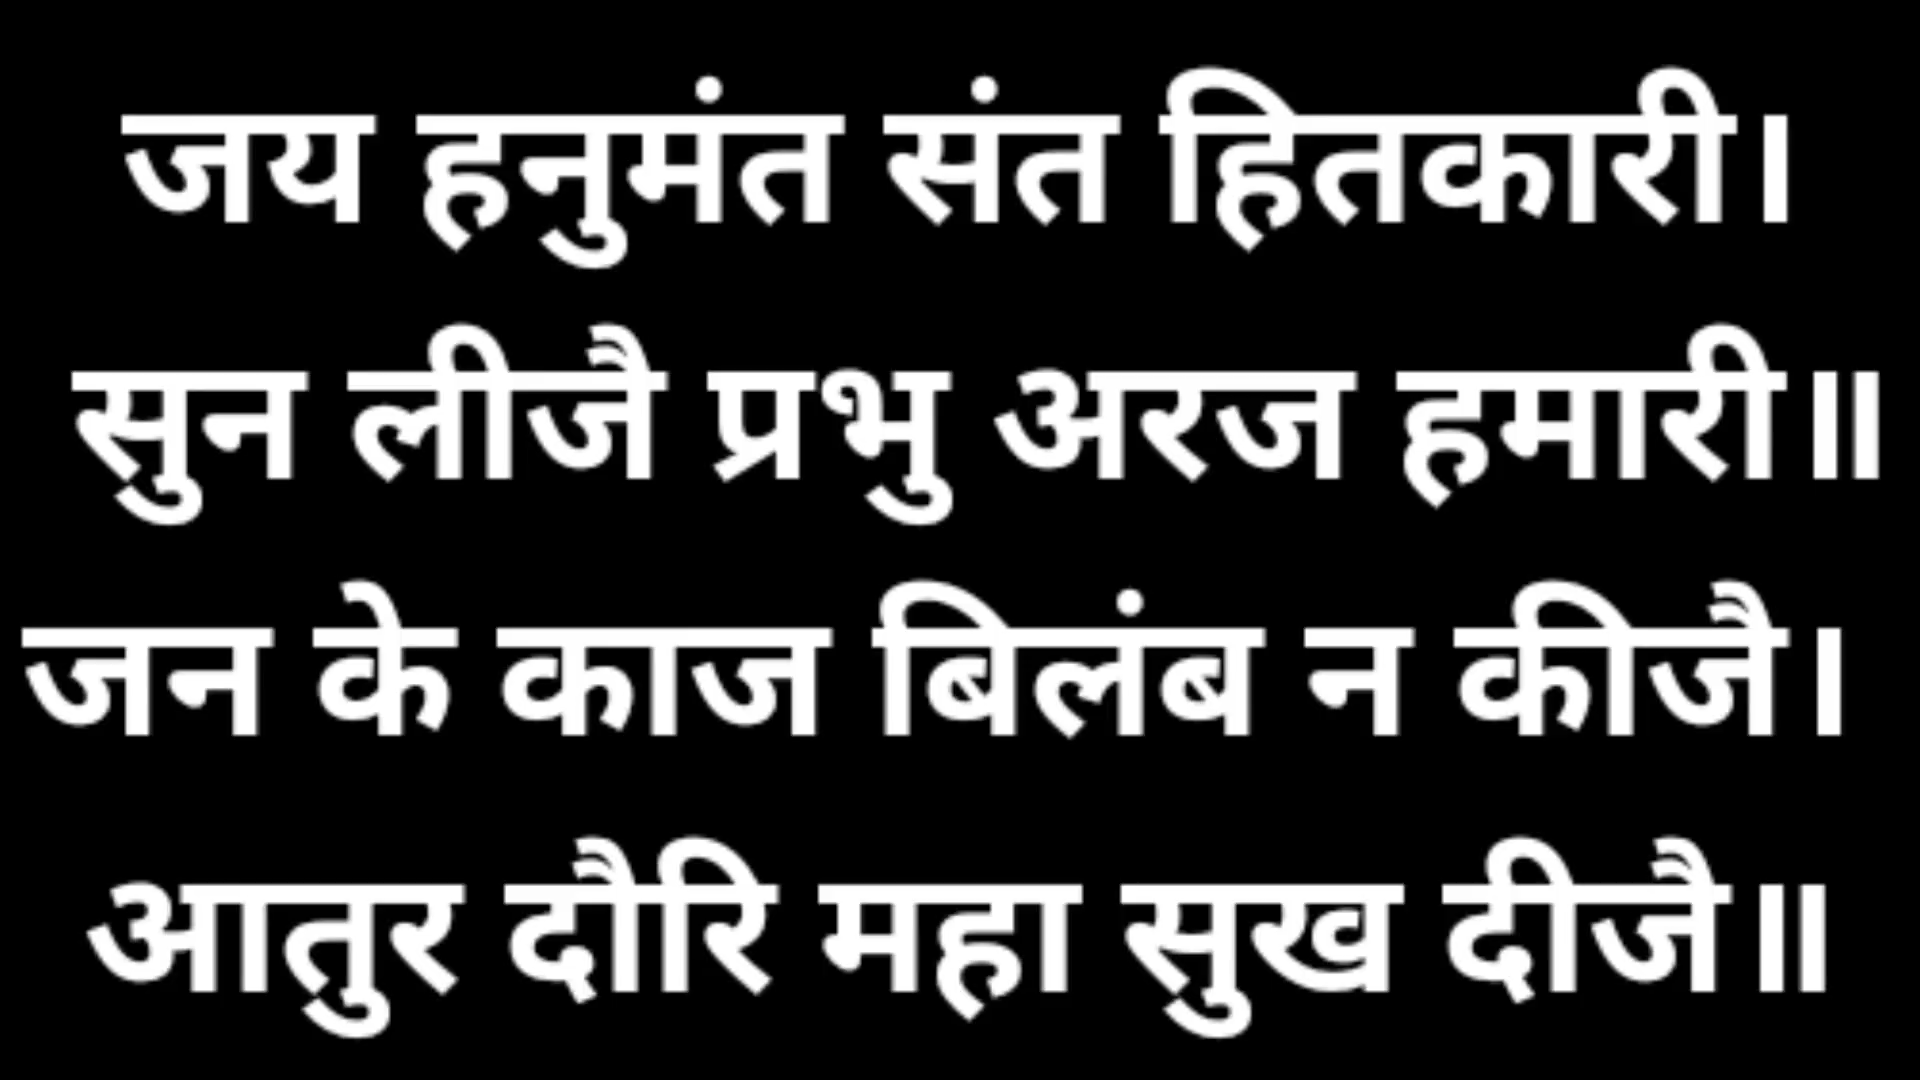 जय हनुमंत संत हितकारी।
सुन लीजै प्रभु अरज हमारी॥
जन के काज बिलंब न कीजै।
आतुर दौरि महा सुख दीजै॥